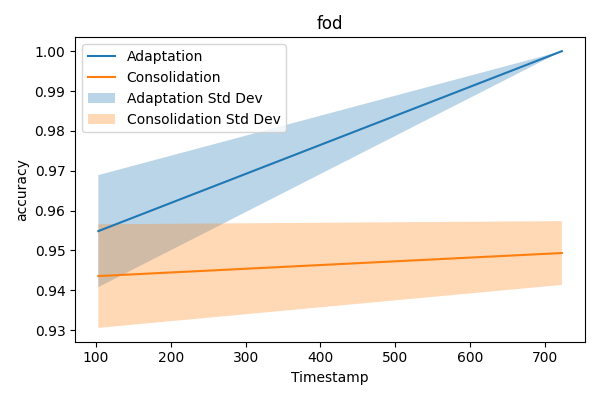 fod
Adaptation
Consolidation
Adaptation Std Dev
Consolidation Std Dev
accuracy
1.00
0.99
0.98
0.97
0.96
0.95
0.94
0.93
100 200 300 400 500 600 700
Timestamp